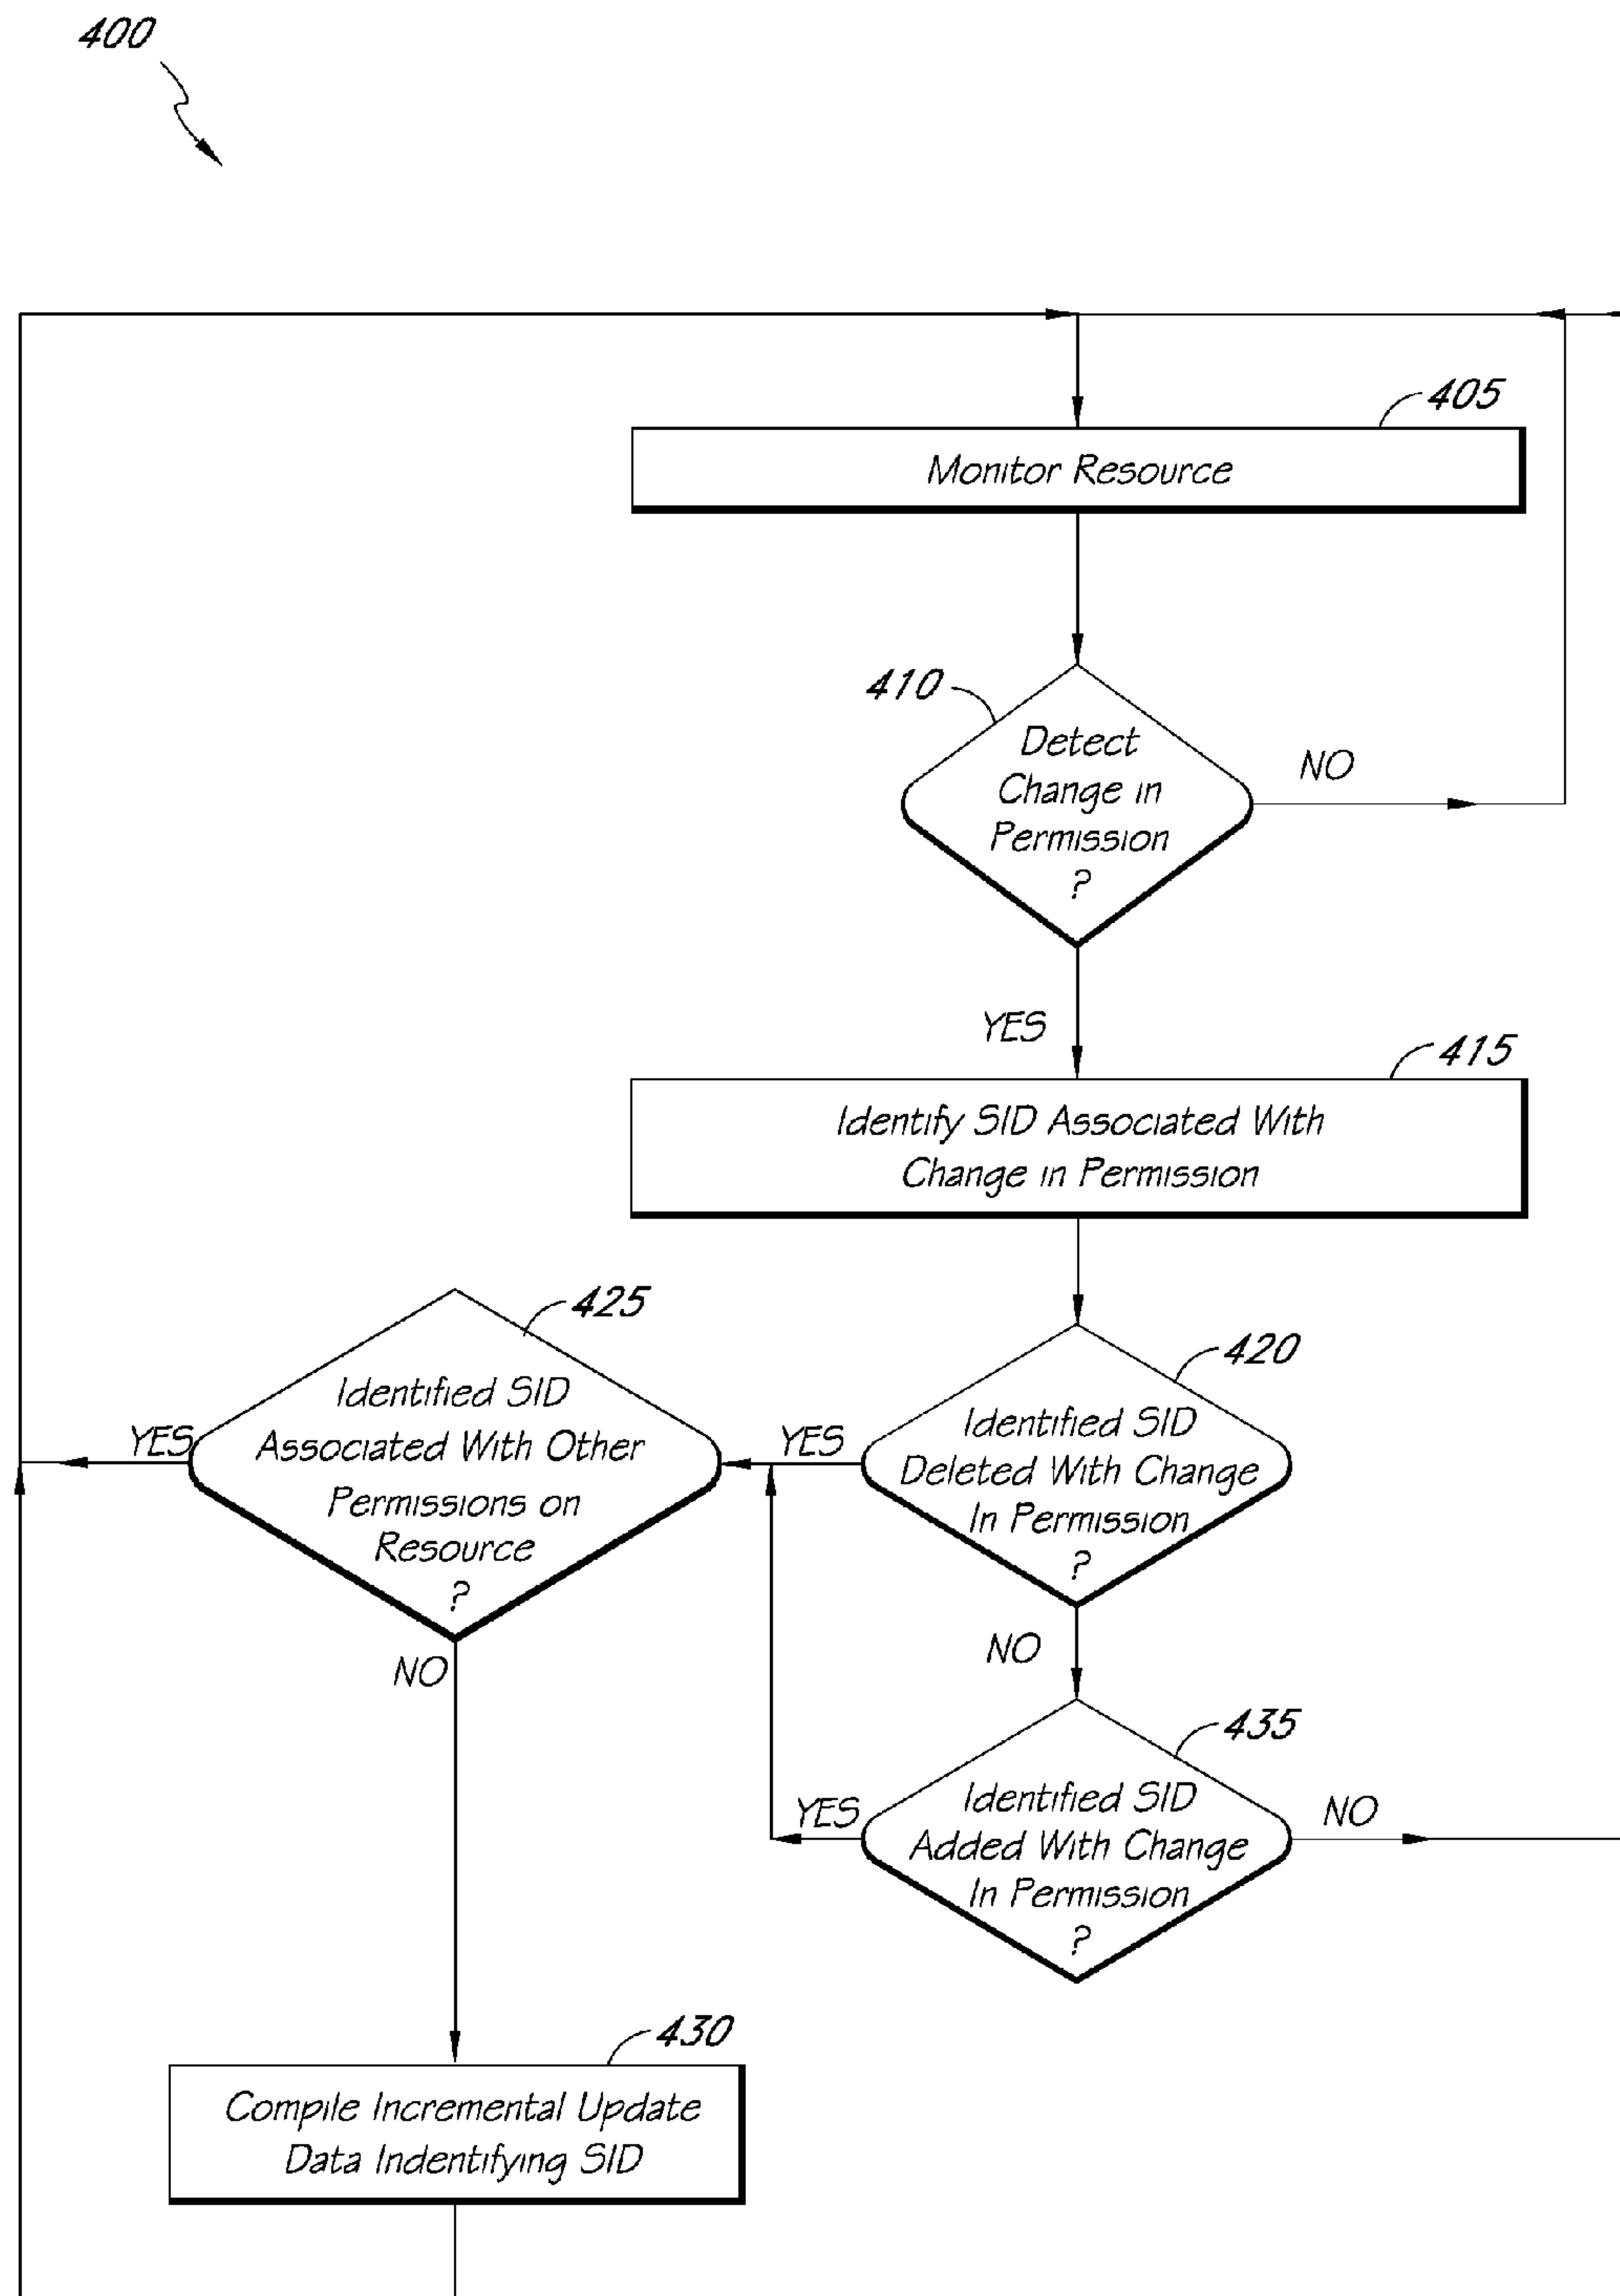 400
405
Monitor Resource
410
Detect
Change in
Permission
?
NO
YES
415
Identify SID Associated With
Change in Permission
425
Identified SID
Associated With Other
Permissions on
Resource
?
YES
NO
420
Identified SID
Deleted With Change
In Permission
?
YES
NO
435
Identified SID
Added With Change
In Permission
?
YES
NO
430
Compile Incremental Update
Data Indentifying SID